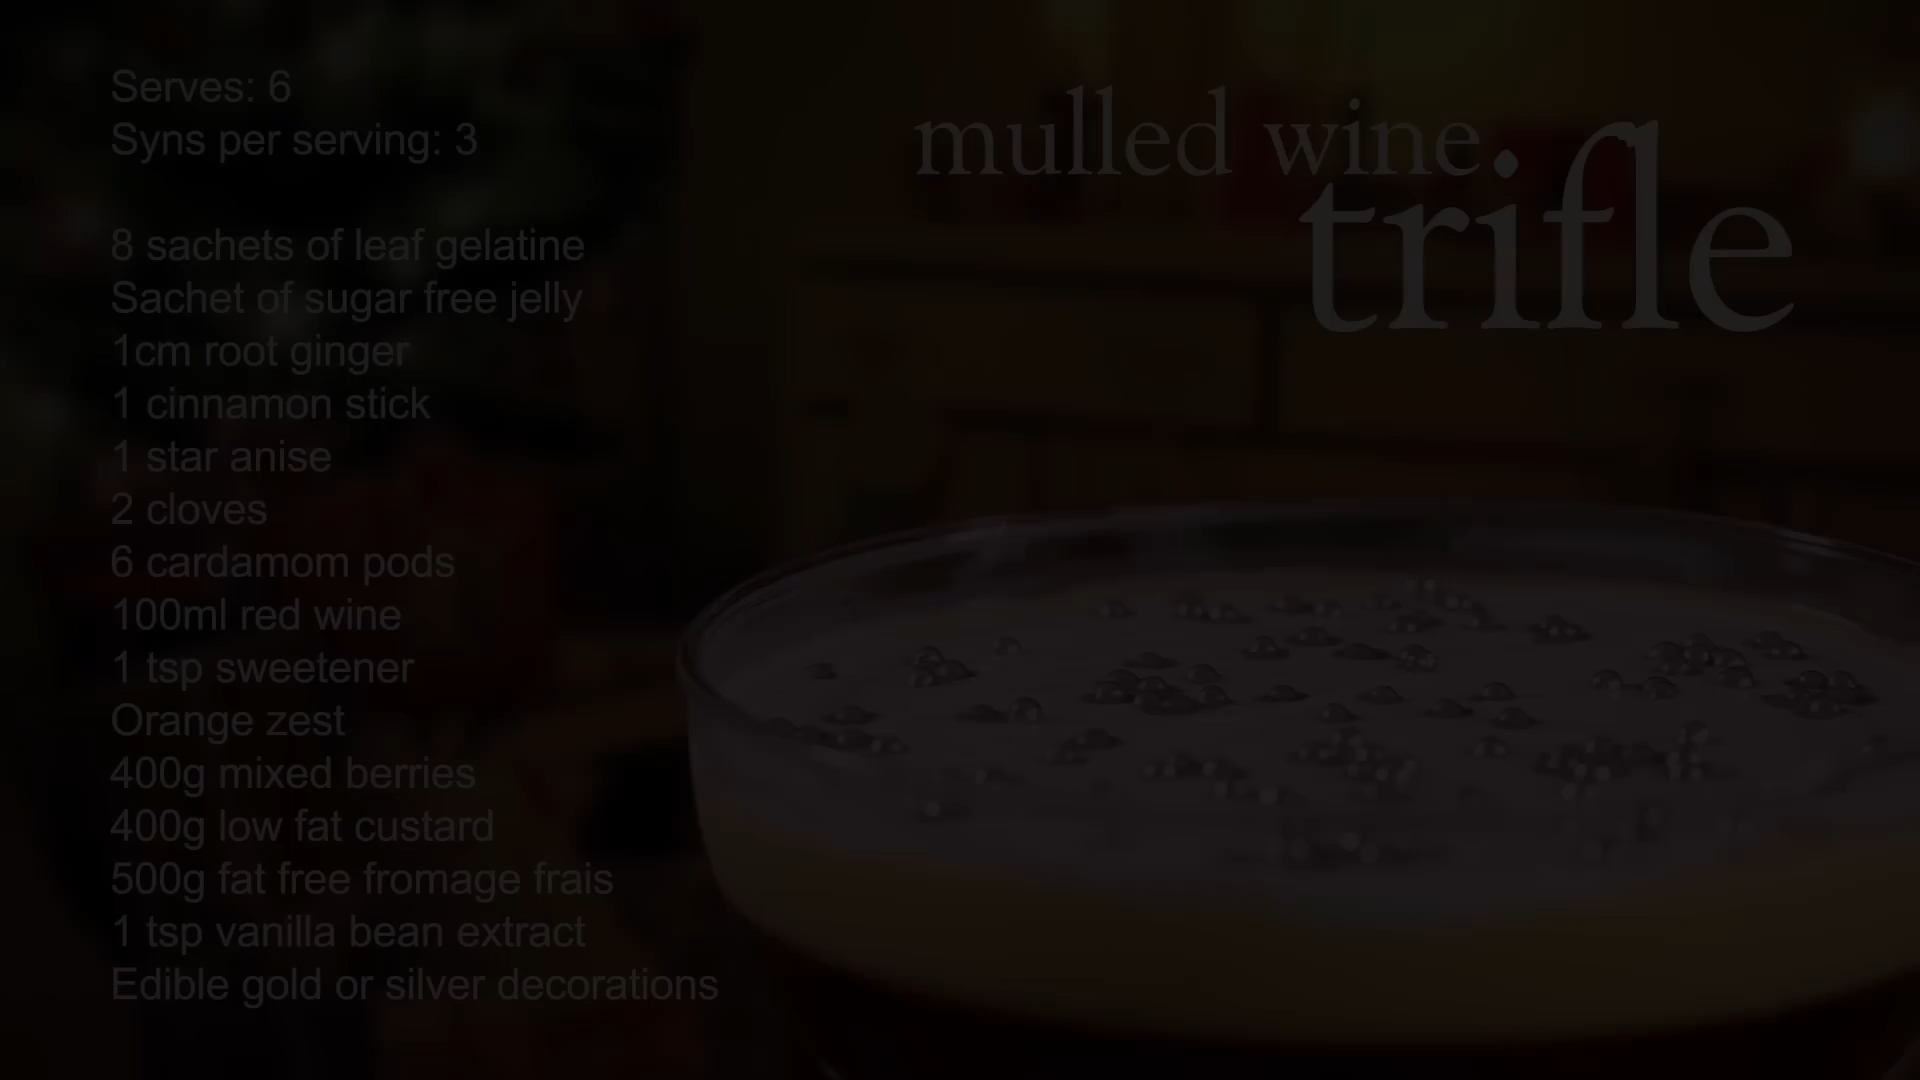 Serves: 6
Syns per serving: 3
8 sachets of leaf gelatine
Sachet of sugar free jelly
1cm root ginger
1 cinnamon stick
1 star anise
2 cloves
6 cardamom pods
100ml red wine
1 tsp sweetener
Orange zest
400g mixed berries
400g low fat custard
500g fat free fromage frais
1 tsp vanilla bean extract
Edible gold or silver decorations
mulled wine
trifle